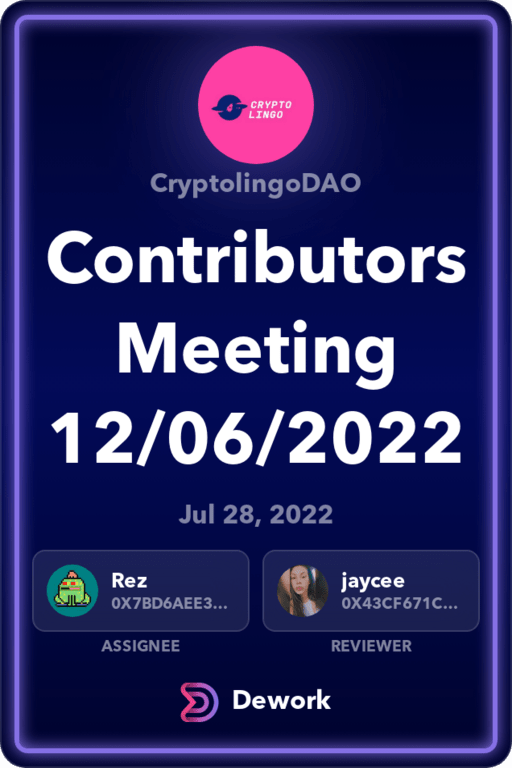 CRYPTO
LINGO
CryptolingoDAO
Contributors
Meeting
12/06/2022
Jul 28, 2022
Rez
0X7BD6AEE3...
jaycee
0X43CF671C...
ASSIGNEE
REVIEWER
Dework